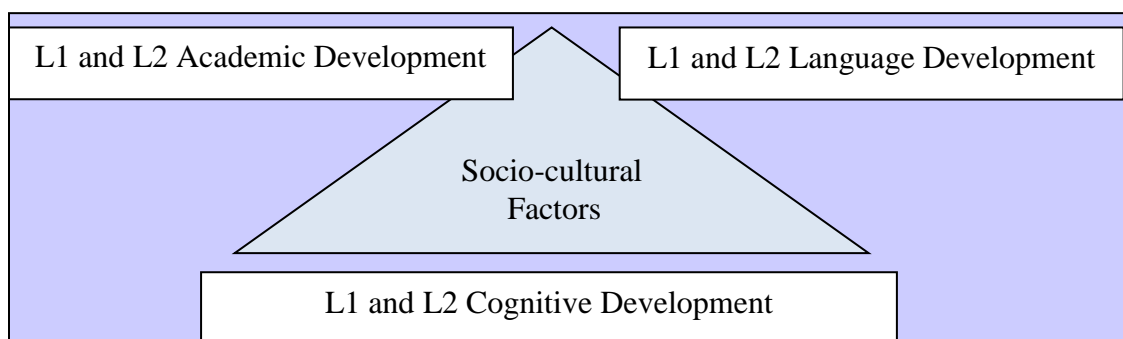 L1 and L2 Academic Development
L1 and L2 Language Development
Socio-cultural
Factors
L1 and L2 Cognitive Development